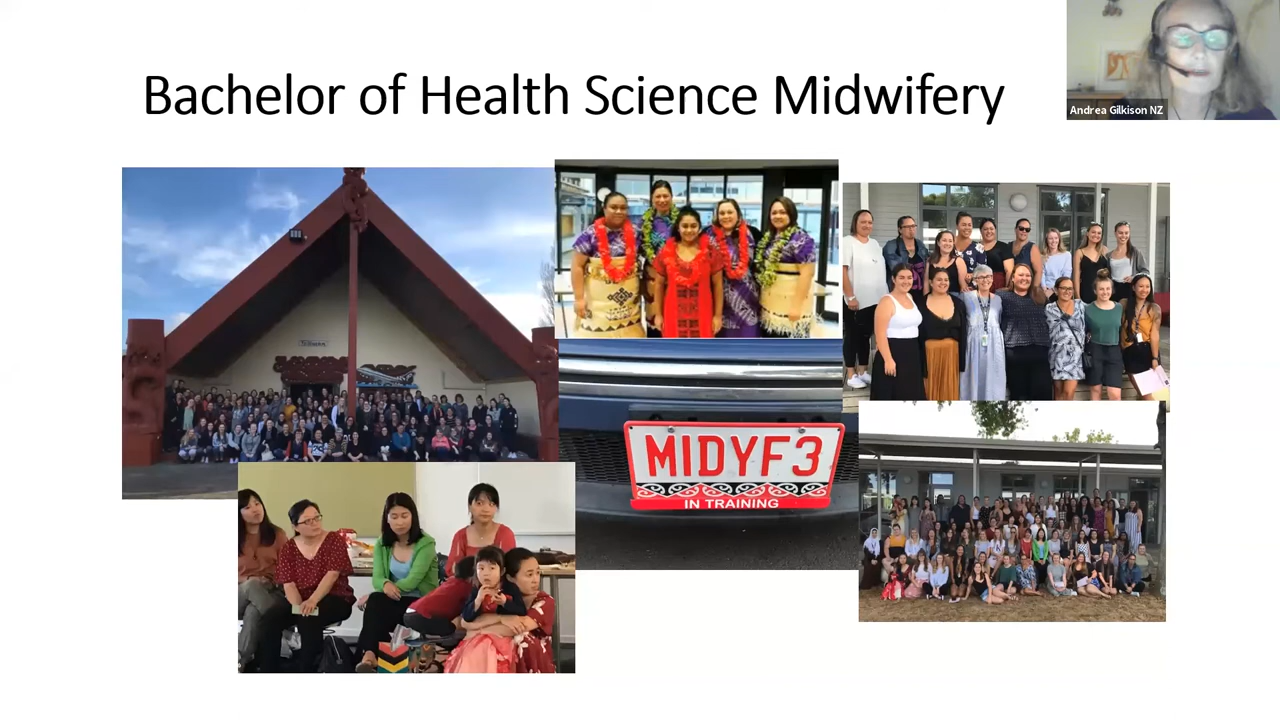 Bachelor of Health Science Midwifery
Andrea Gilkison NZ
MIDYF3
IN TRAINING